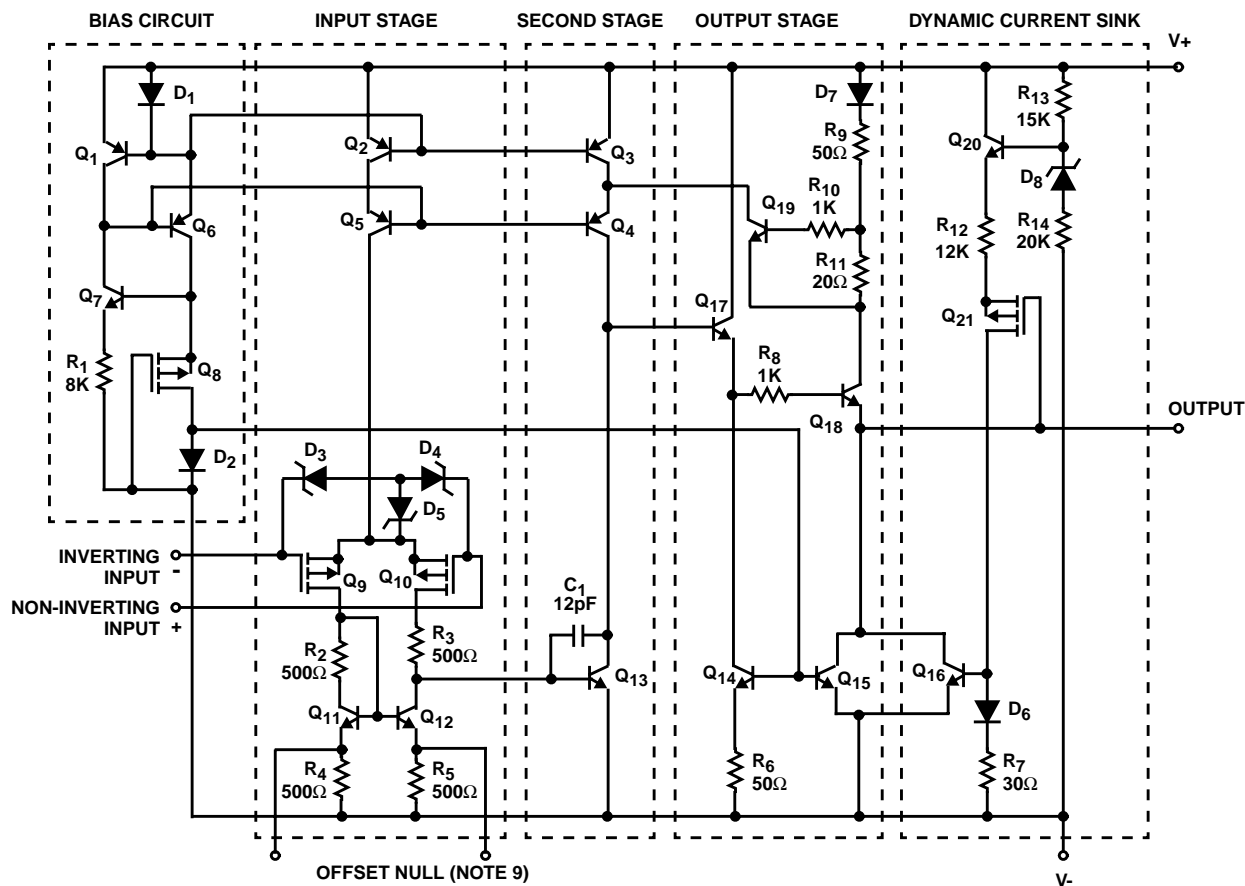 BIAS CIRCUIT
INPUT STAGE
SECOND STAGE
OUTPUT STAGE
DYNAMIC CURRENT SINK
V+
D1
D7
R13
15K
Q1
Q2
Q3
R9
50Ω
Q20
D8
Q6
Q5
Q4
Q19
R10
1K
R12
12K
R14
20K
R11
20Ω
Q7
Q17
Q21
R1
8K
Q8
R8
1K
Q18
OUTPUT
D2
D3
D4
D5
INVERTING
INPUT -
Q9
Q10
NON-INVERTING
INPUT +
C1
12pF
R2
500Ω
R3
500Ω
Q13
Q14
Q15
Q16
Q11
Q12
D6
R4
500Ω
R5
500Ω
R6
50Ω
R7
30Ω
OFFSET NULL (NOTE 9)
V-